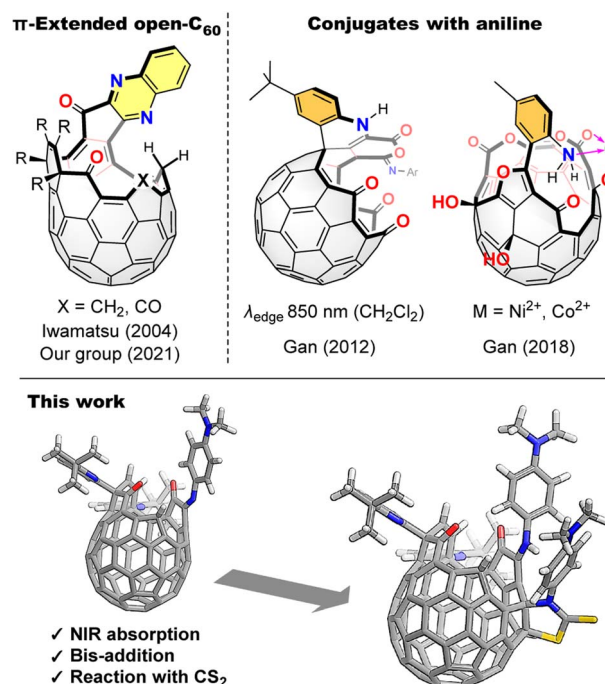 π-Extended open-C₆₀
Conjugates with aniline
O
N
N
R
R
R
R
O
H
H
X
X = CH₂, CO
Iwamatsu (2004)
Our group (2021)
N
H
O
O
N
Ar
O
O
O
λedge 850 nm (CH₂Cl₂)
Gan (2012)
O
O
O
O
O
N
H
H
O
O
HO
HO
M = Ni²⁺, Co²⁺
Gan (2018)
This work
✓ NIR absorption
✓ Bis-addition
✓ Reaction with CS₂